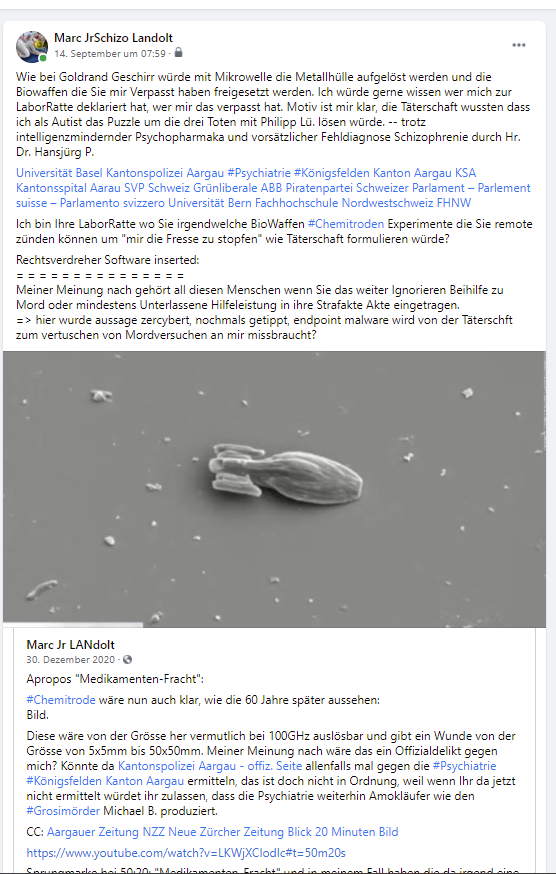 Marc JrSchizo Landolt
14. September um 07:59 ·
Wie bei Goldrand Geschirr würde mit Mikrowelle die Metallhülle aufgelöst werden und die
Biowaffen die Sie mir Verpasst haben freigesetzt werden. Ich würde gerne wissen wer mich zur
LaborRatte deklariert hat, wer mir das verpasst hat. Motiv ist mir klar, die Täterschaft wussten dass
ich als Autist das Puzzle um die drei Toten mit Philipp Lü. lösen würde. -- trotz
intelligenzmindernder Psychopharmaka und vorsätzlicher Fehldiagnose Schizophrenie durch Hr.
Dr. Hansjürg P.
Universität Basel Kantonspolizei Aargau #Psychiatrie #Königsfelden Kanton Aargau KSA
Kantonsspital Aarau SVP Schweiz Grünliberale ABB Piratenpartei Schweizer Parlament – Parlement
suisse – Parlamento svizzero Universität Bern Fachhochschule Nordwestschweiz FHNW
Ich bin Ihre LaborRatte wo Sie irgendwelche BioWaffen #Chemitroden Experimente die Sie remote
zünden können um "mir die Fresse zu stopfen" wie Täterschaft formulieren würde?
Rechtsverdreher Software inserted:
= = = = = = = = = = = = = = =
Meiner Meinung nach gehört all diesen Menschen wenn Sie das weiter Ignorieren Beihilfe zu
Mord oder mindestens Unterlassene Hilfeleistung in ihre Strafakte Akte eingetragen.
=> hier wurde aussage zercybert, nochmals getippt, endpoint malware wird von der Täterschft
zum vertuschen von Mordversuchen an mir missbraucht?
Marc Jr LANdolt
30. Dezember 2020 ·
Apropos "Medikamenten-Fracht":
#Chemitrode wäre nun auch klar, wie die 60 Jahre später aussehen:
Bild.
Diese wäre von der Grösse her vermutlich bei 100GHz auslösbar und gibt ein Wunde von der
Grösse von 5x5mm bis 50x50mm. Meiner Meinung nach wäre das ein Offizialdelikt gegen
mich? Könnte da Kantonspolizei Aargau - offiz. Seite allenfalls mal gegen die #Psychiatrie
#Königsfelden Kanton Aargau ermitteln, das ist doch nicht in Ordnung, weil wenn Ihr da jetzt
nicht ermittelt würdet ihr zulassen, dass die Psychiatrie weiterhin Amokläufer wie den
#Grosimörder Michael B. produziert.
CC: Aargauer Zeitung NZZ Neue Zürcher Zeitung Blick 20 Minuten Bild
https://www.youtube.com/watch?v=LKWjXClodIc#t=50m20s
Sprungmarke bei 50:20: "Medikamenten-Fracht" und in meinem Fall haben die da irgend eine